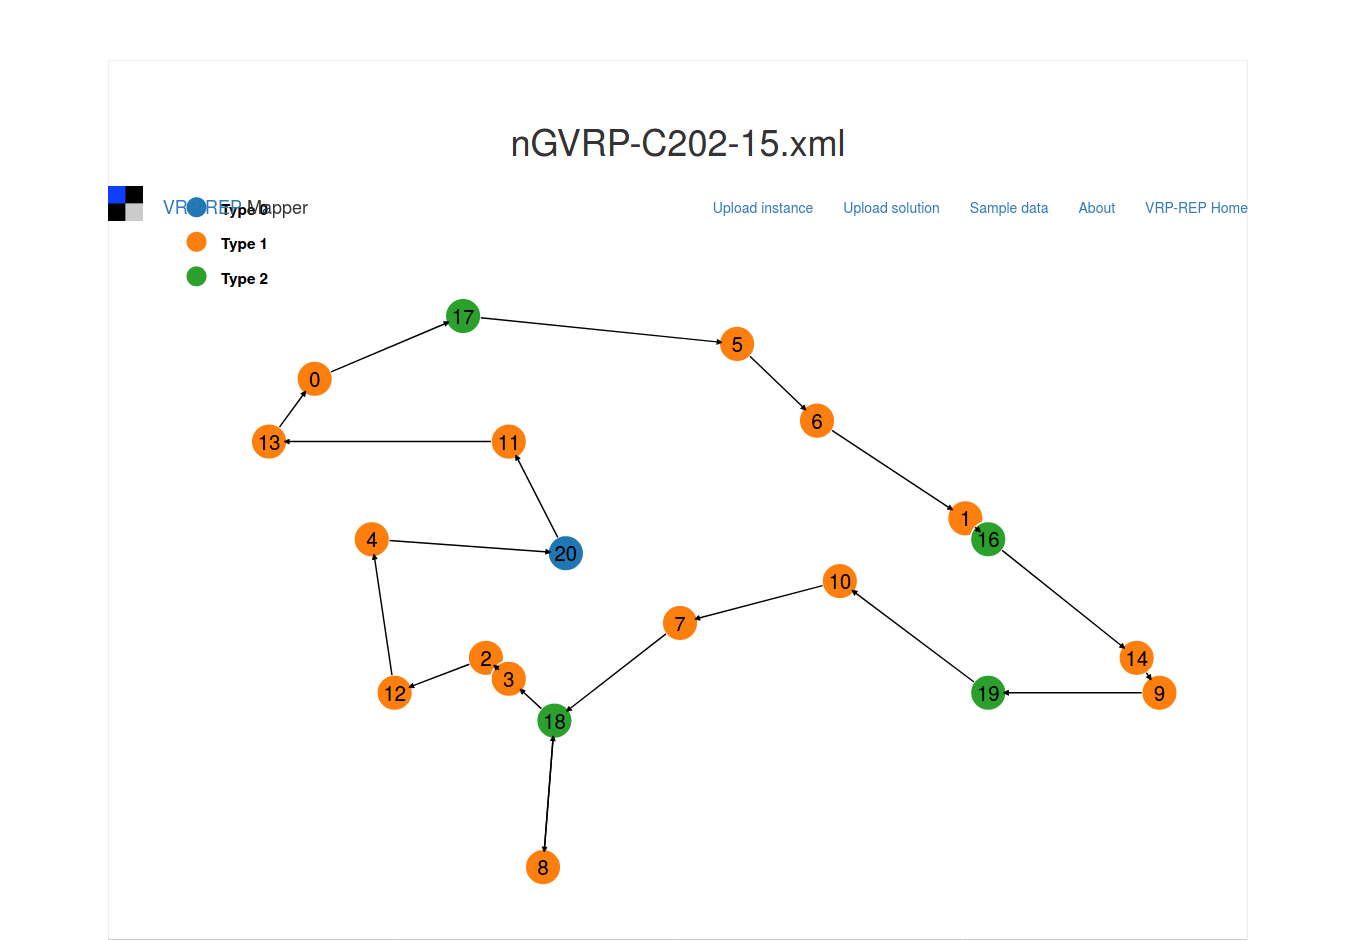 nGVRP-C202-15.xml
VRP-REP Mapper
Upload instance
Upload solution
Sample data
About
VRP-REP Home
Type 0
Type 1
Type 2
17
5
0
6
13
11
1
4
20
16
10
7
2
14
3
12
19
9
18
8